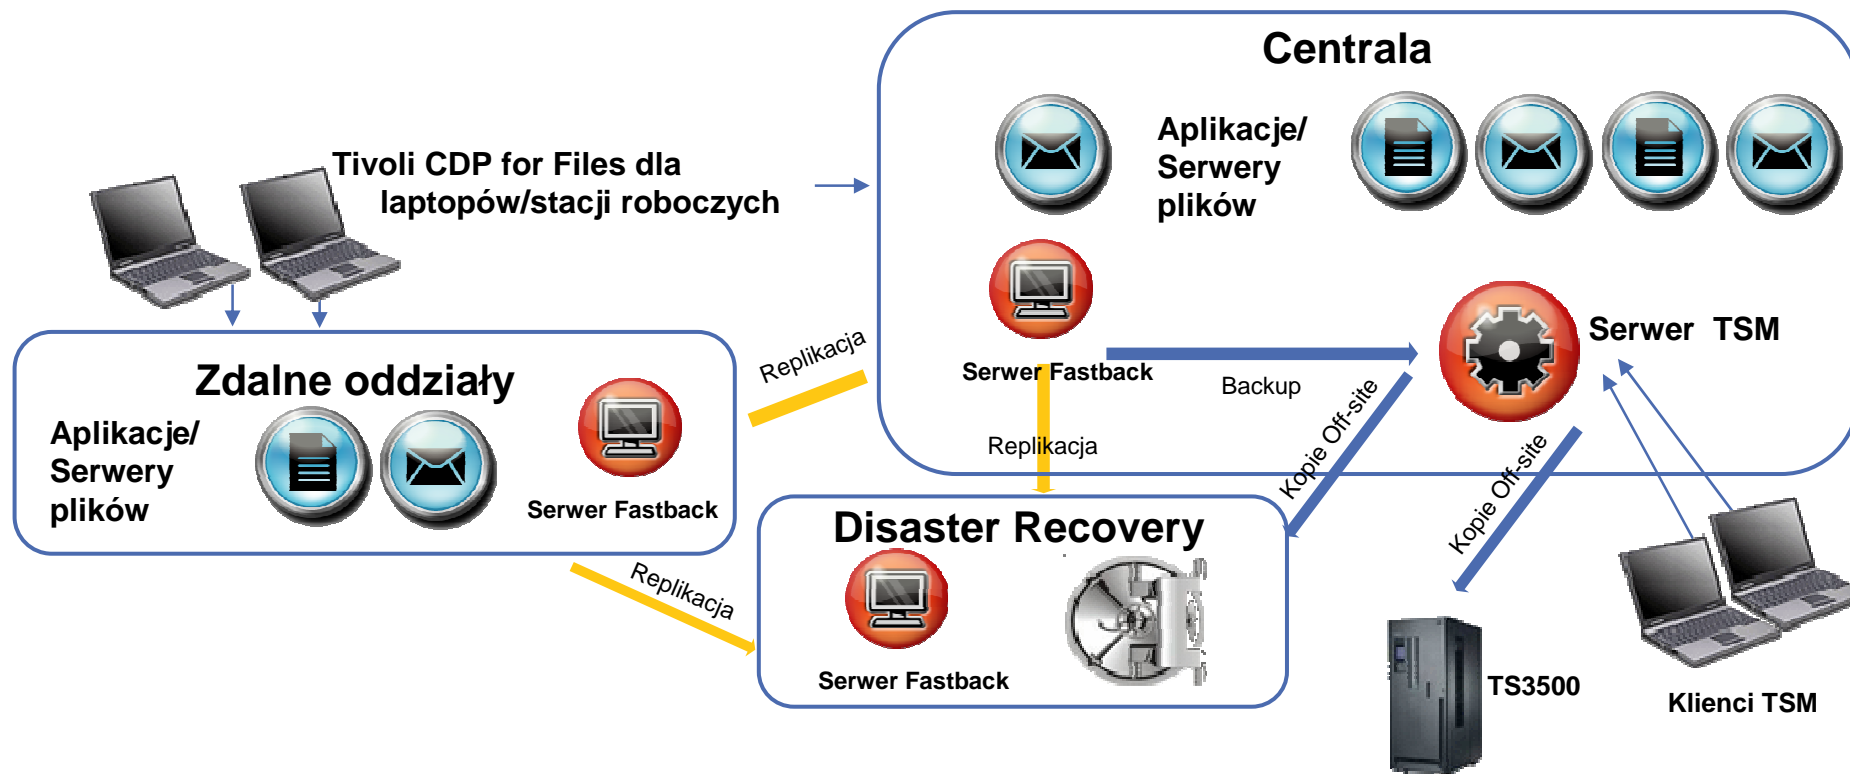 Centrala
Aplikacje/
Serwery
plików
Tivoli CDP for Files dla
laptopów/stacji roboczych
Serwer TSM
Serwer Fastback
Backup
Replikacja
Replikacja
Kopie Off-site
Kopie Off-site
Zdalne oddziały
Aplikacje/
Serwery
plików
Serwer Fastback
Replikacja
Disaster Recovery
Serwer Fastback
TS3500
Klienci TSM